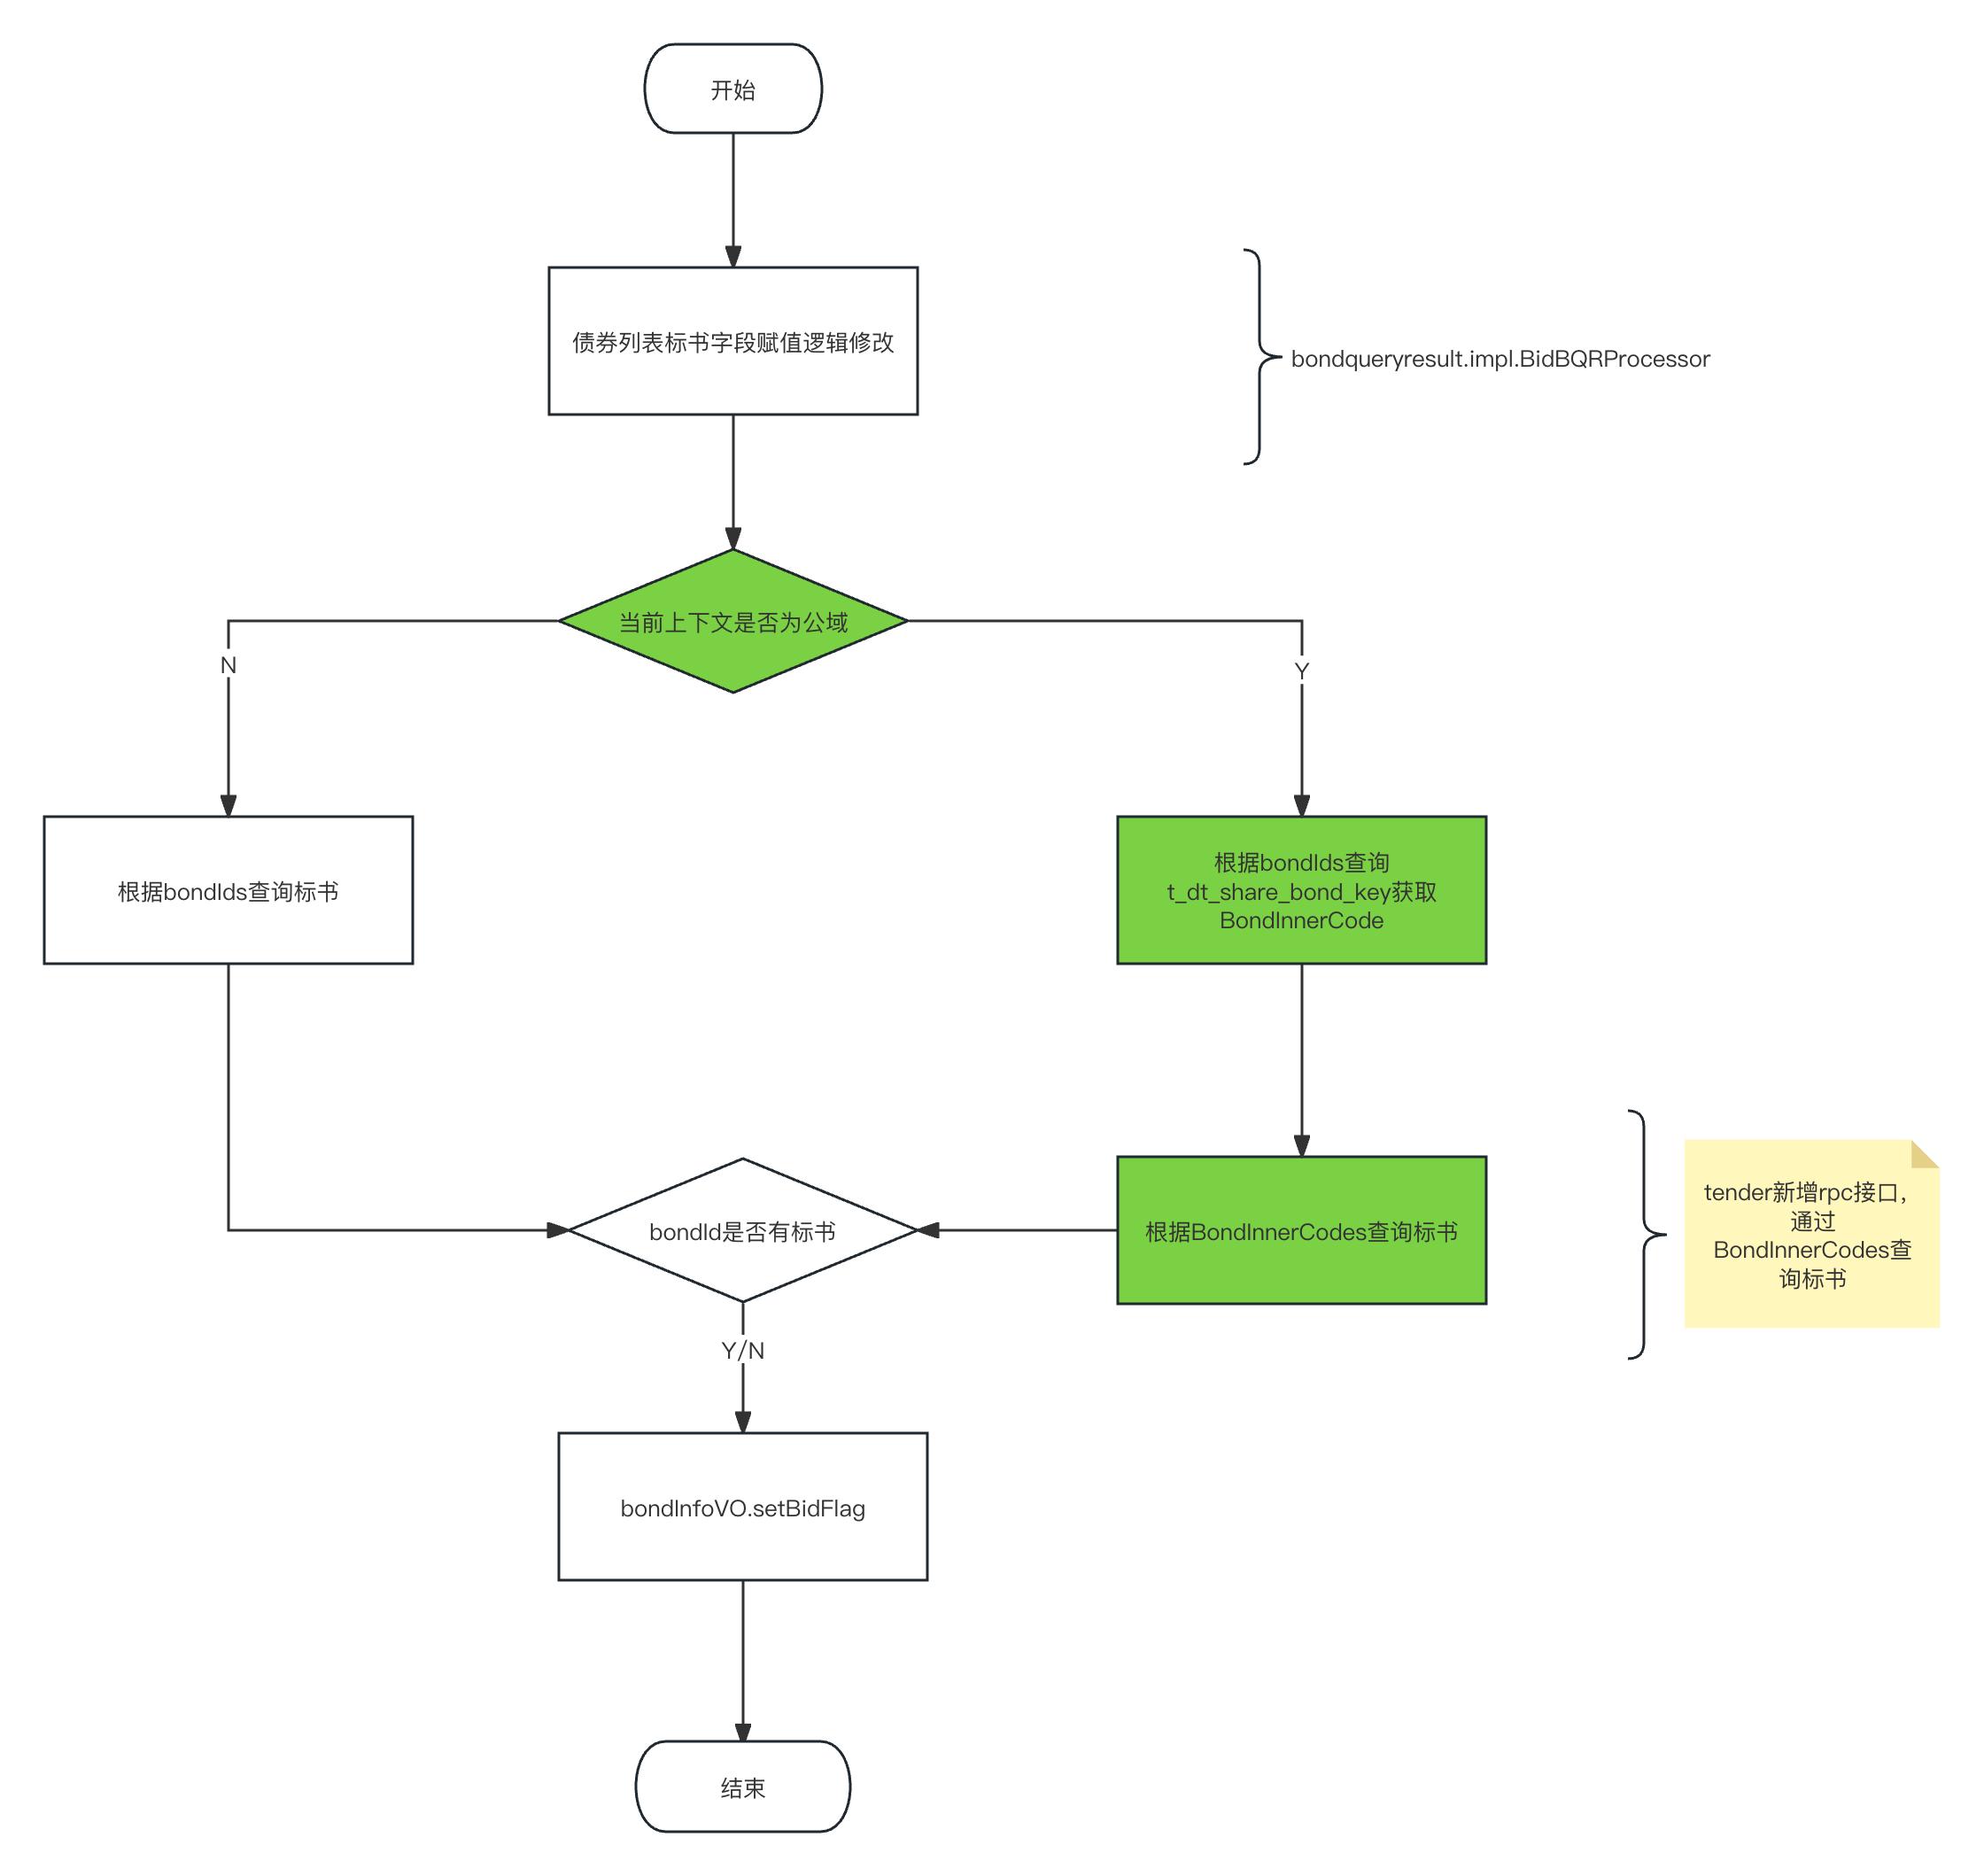 开始
债券列表标书字段赋值逻辑修改
bondqueryresult.impl.BidBQRProcessor
当前上下文是否为公域
N
Y
根据bondIds查询标书
根据bondIds查询
t_dt_share_bond_key获取
BondInnerCode
bondId是否有标书
根据BondInnerCodes查询标书
tender新增rpc接口，
通过
BondInnerCodes查
询标书
Y/N
bondInfoVO.setBidFlag
结束